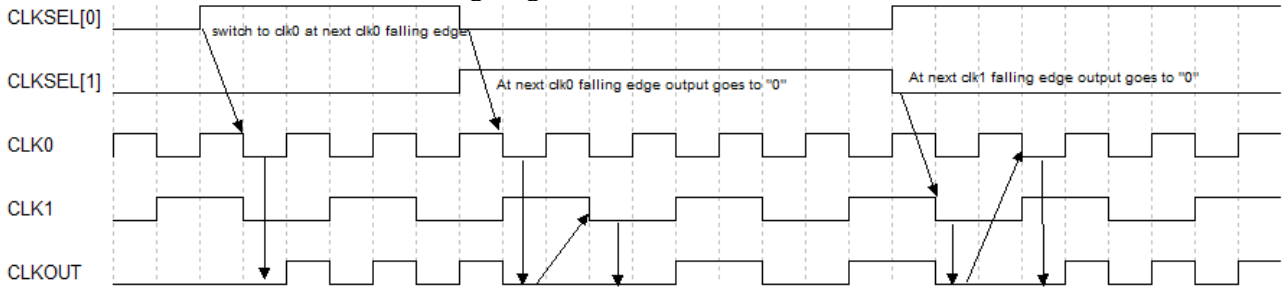 CLKSEL[0]
switch to clk0 at next clk0 falling edge
CLKSEL[1]
At next clk0 falling edge output goes to "0"
At next clk1 falling edge output goes to "0"
CLK0
CLK1
CLKOUT